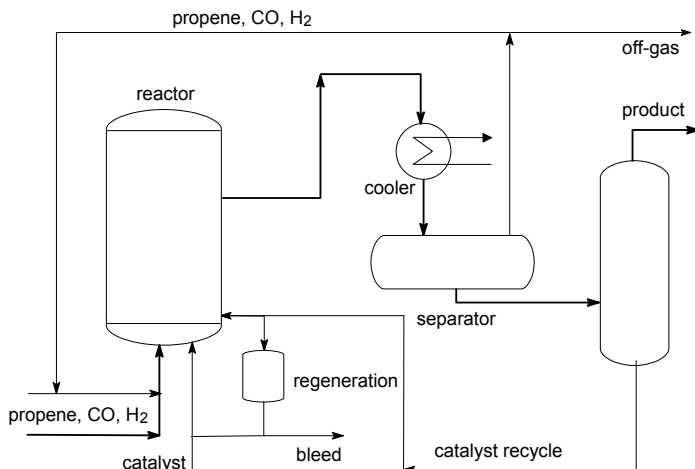 propene, CO, H₂
off-gas
reactor
product
cooler
separator
regeneration
propene, CO, H₂
catalyst
bleed
catalyst recycle